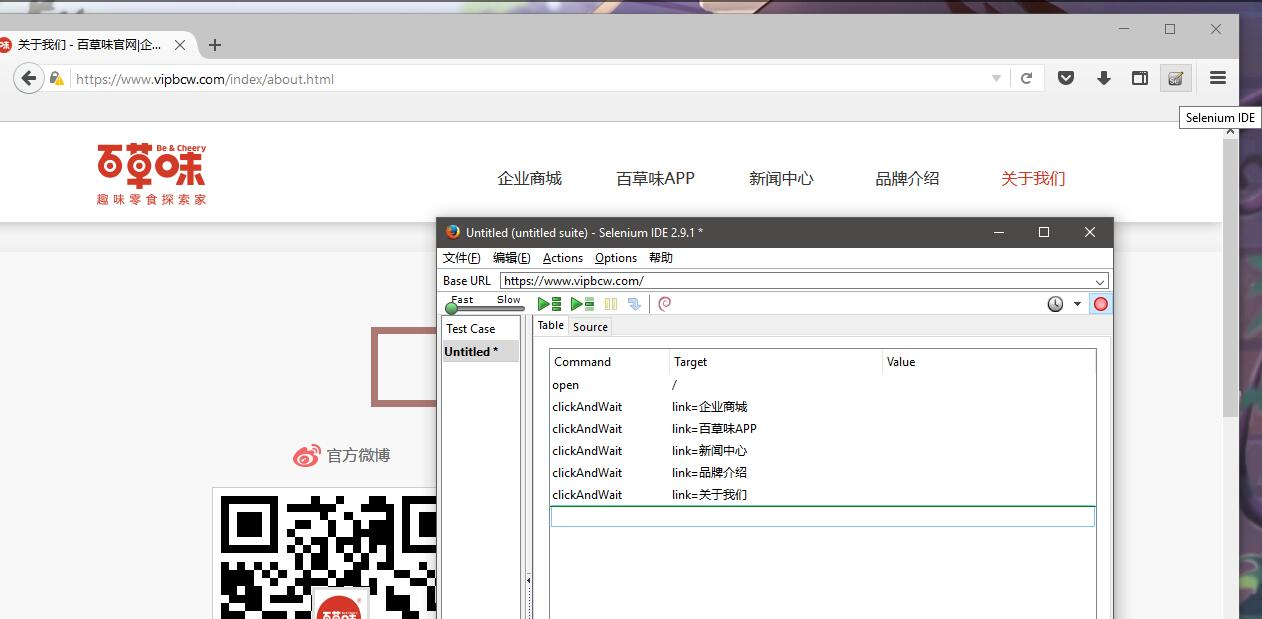 关于我们 - 百草味官网|企...
https://www.vipbcw.com/index/about.html
Selenium IDE
Be & Cheery
百草味
趣味零食探索家
企业商城 百草味APP 新闻中心 品牌介绍 关于我们
Untitled (untitled suite) - Selenium IDE 2.9.1 *
文件(F) 编辑(E) Actions Options 帮助
Base URL https://www.vipbcw.com/
Fast Slow
Test Case
Untitled *
Table Source
Command Target Value
open /
clickAndWait link=企业商城
clickAndWait link=百草味APP
clickAndWait link=新闻中心
clickAndWait link=品牌介绍
clickAndWait link=关于我们
官方微博
百草味